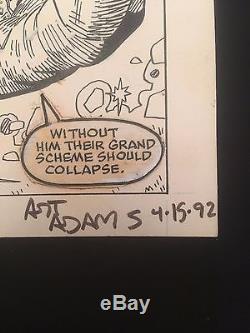 WITHOUT
HIM THEIR GRAND
SCHEME SHOULD
COLLAPSE.
ART
ADAMS 4.15.92